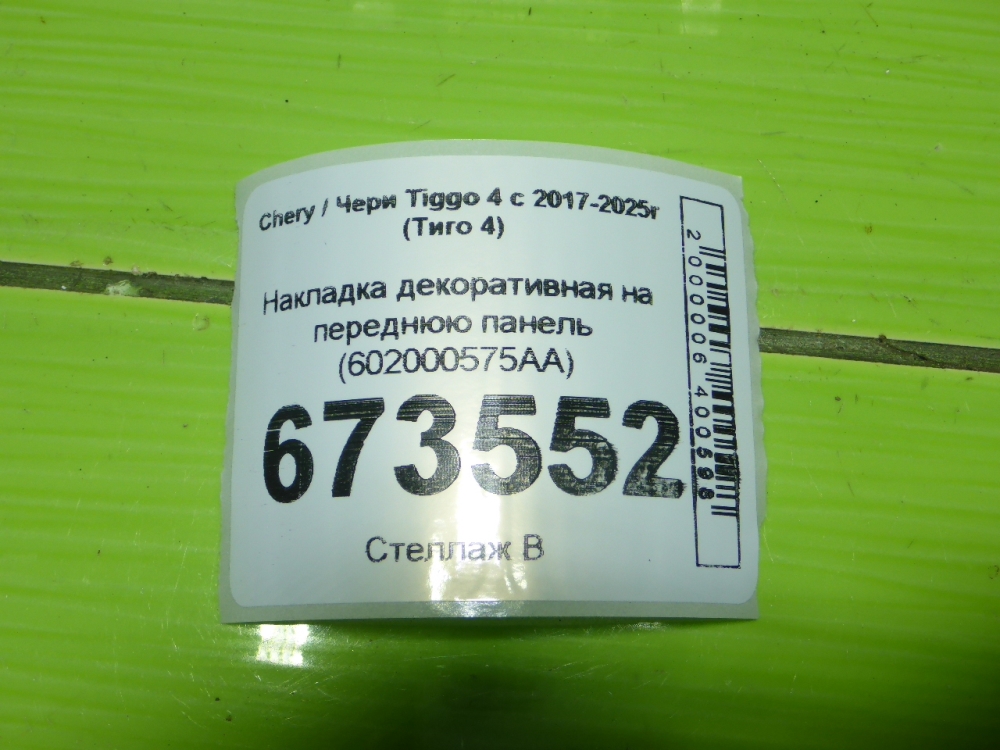 Chery / Чери Tiggo 4 с 2017-2025г
(Тиго 4)
Накладка декоративная на
переднюю панель
(602000575AA)
673552
Стеллаж В
2000006400598